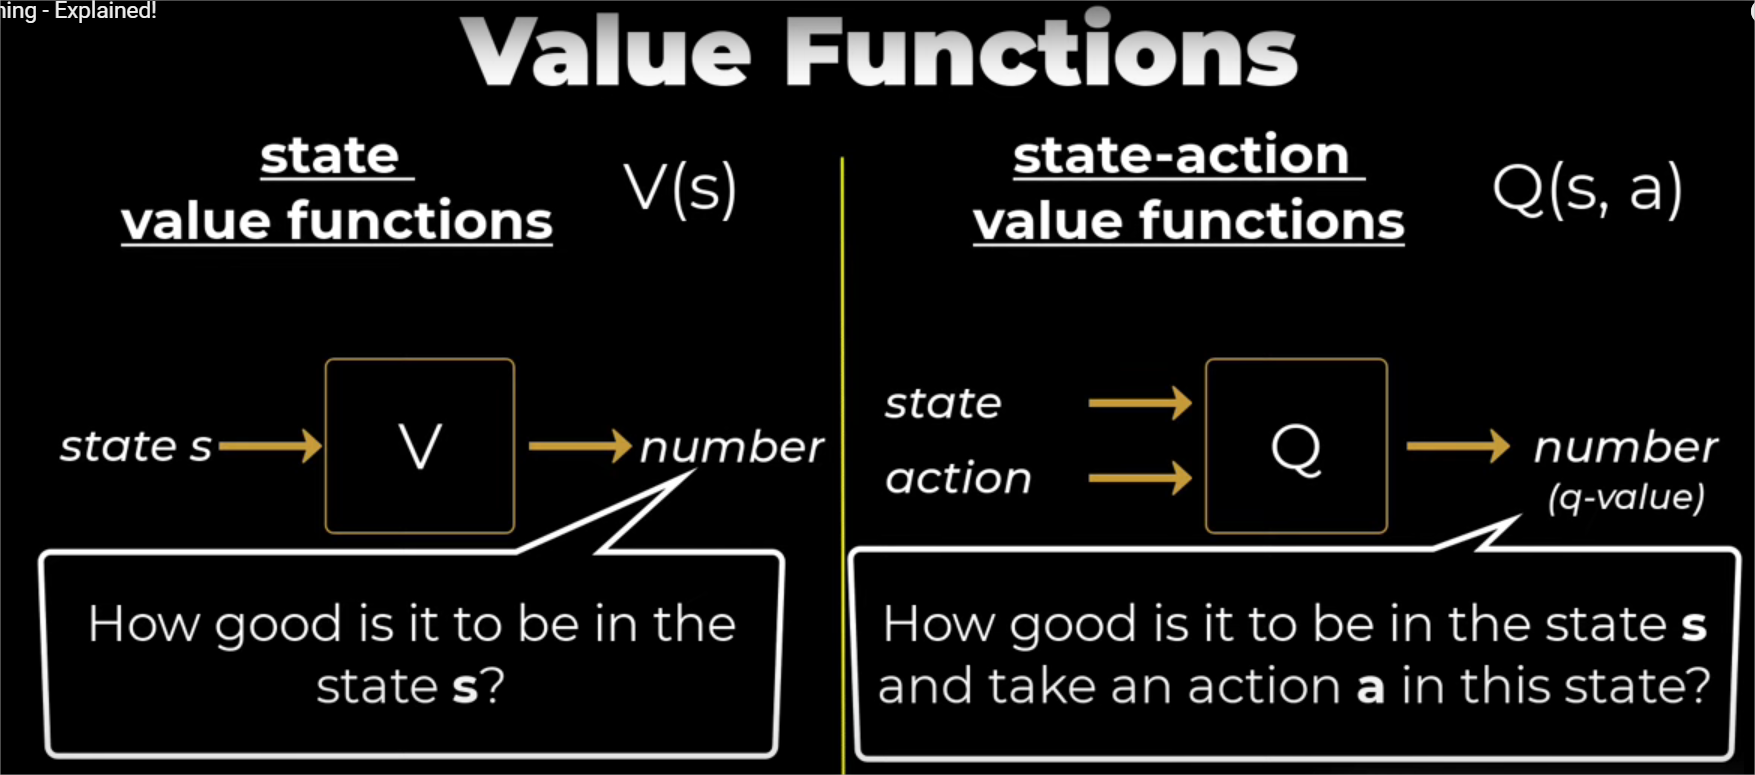 ning - Explained!
Value Functions
state
value functions
V(s)
state s
V
number
How good is it to be in the
state s?
state-action
value functions
Q(s, a)
state
action
Q
number
(q-value)
How good is it to be in the state s
and take an action a in this state?